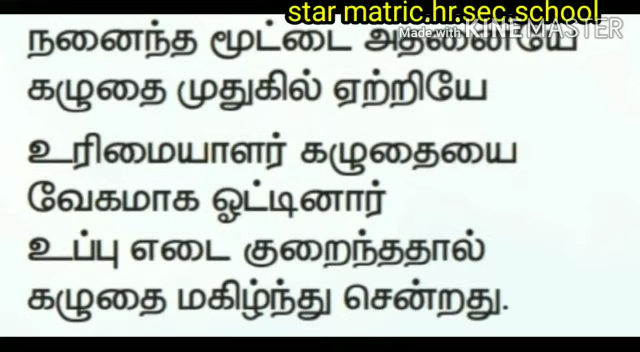 star matric.hr.sec.school
Made with KINEMASTER
நனைந்த மூட்டை அதனையே
கழுதை முதுகில் ஏற்றியே
உரிமையாளர் கழுதையை
வேகமாக ஓட்டினார்
உப்பு எடை குறைந்ததால்
கழுதை மகிழ்ந்து சென்றது.